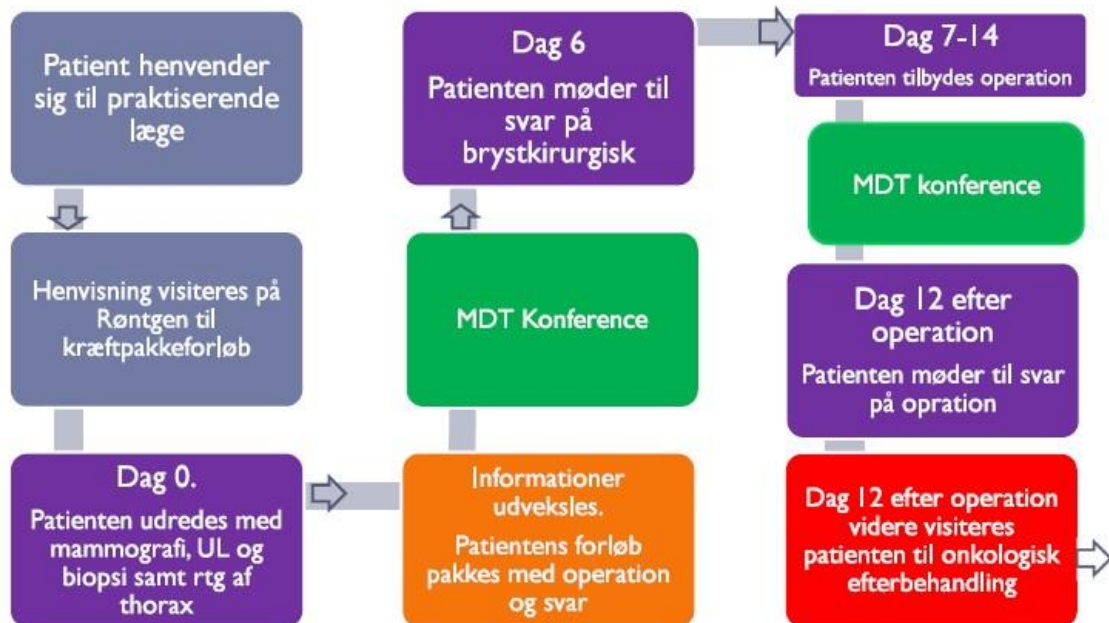 Patient henvender
sig til praktiserende
læge
Henvisning visiteres på
Røntgen til
kræftpakkeforløb
Dag 0.
Patienten udredes med
mammografi, UL og
biopsi samt rtg af
thorax
Informationer
udveksles.
Patientens forløb
pakkes med operation
og svar
MDT Konference
Dag 6
Patienten møder til
svar på
brystkirurgisk
Dag 7-14
Patienten tilbydes operation
MDT konference
Dag 12 efter
operation
Patienten møder til svar
på opration
Dag 12 efter operation
videre visiteres
patienten til onkologisk
efterbehandling